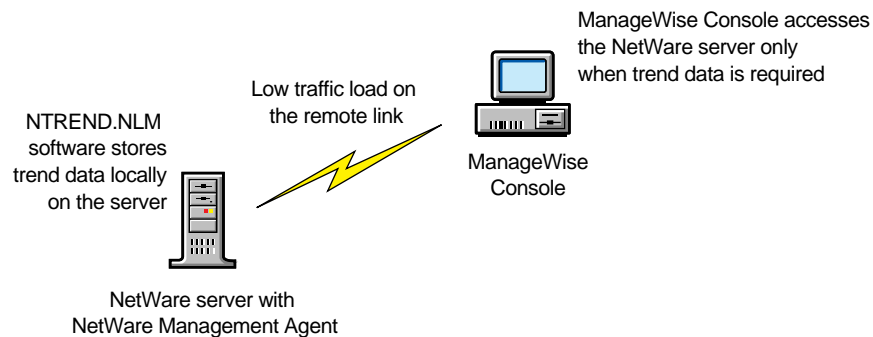 ManageWise Console accesses
the NetWare server only
when trend data is required
Low traffic load on
the remote link
NTREND.NLM
software stores
trend data locally
on the server
ManageWise
Console
NetWare server with
NetWare Management Agent